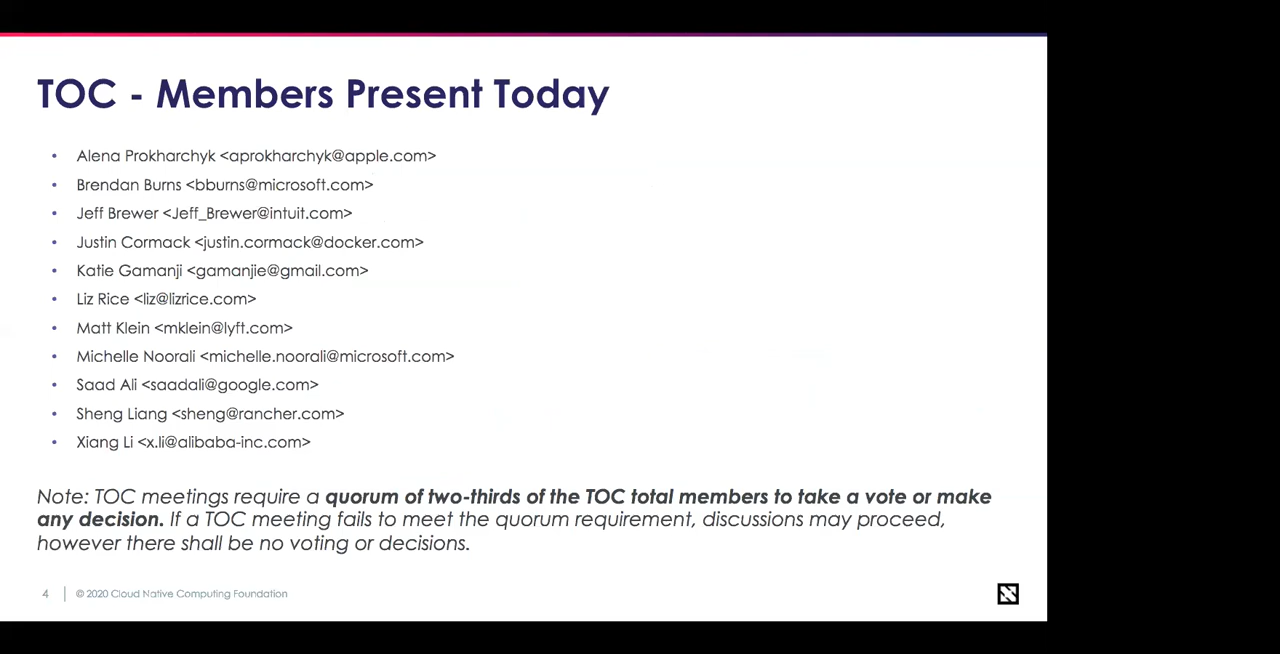 TOC - Members Present Today
• Alena Prokharchyk <aprokharchyk@apple.com>
• Brendan Burns <bburns@microsoft.com>
• Jeff Brewer <Jeff_Brewer@intuit.com>
• Justin Cormack <justin.cormack@docker.com>
• Katie Gamanji <gamanjie@gmail.com>
• Liz Rice <liz@lizrice.com>
• Matt Klein <mklein@lyft.com>
• Michelle Noorali <michelle.noorali@microsoft.com>
• Saad Ali <saadali@google.com>
• Sheng Liang <sheng@rancher.com>
• Xiang Li <x.li@alibaba-inc.com>
Note: TOC meetings require a quorum of two-thirds of the TOC total members to take a vote or make
any decision. If a TOC meeting fails to meet the quorum requirement, discussions may proceed,
however there shall be no voting or decisions.
4 | © 2020 Cloud Native Computing Foundation